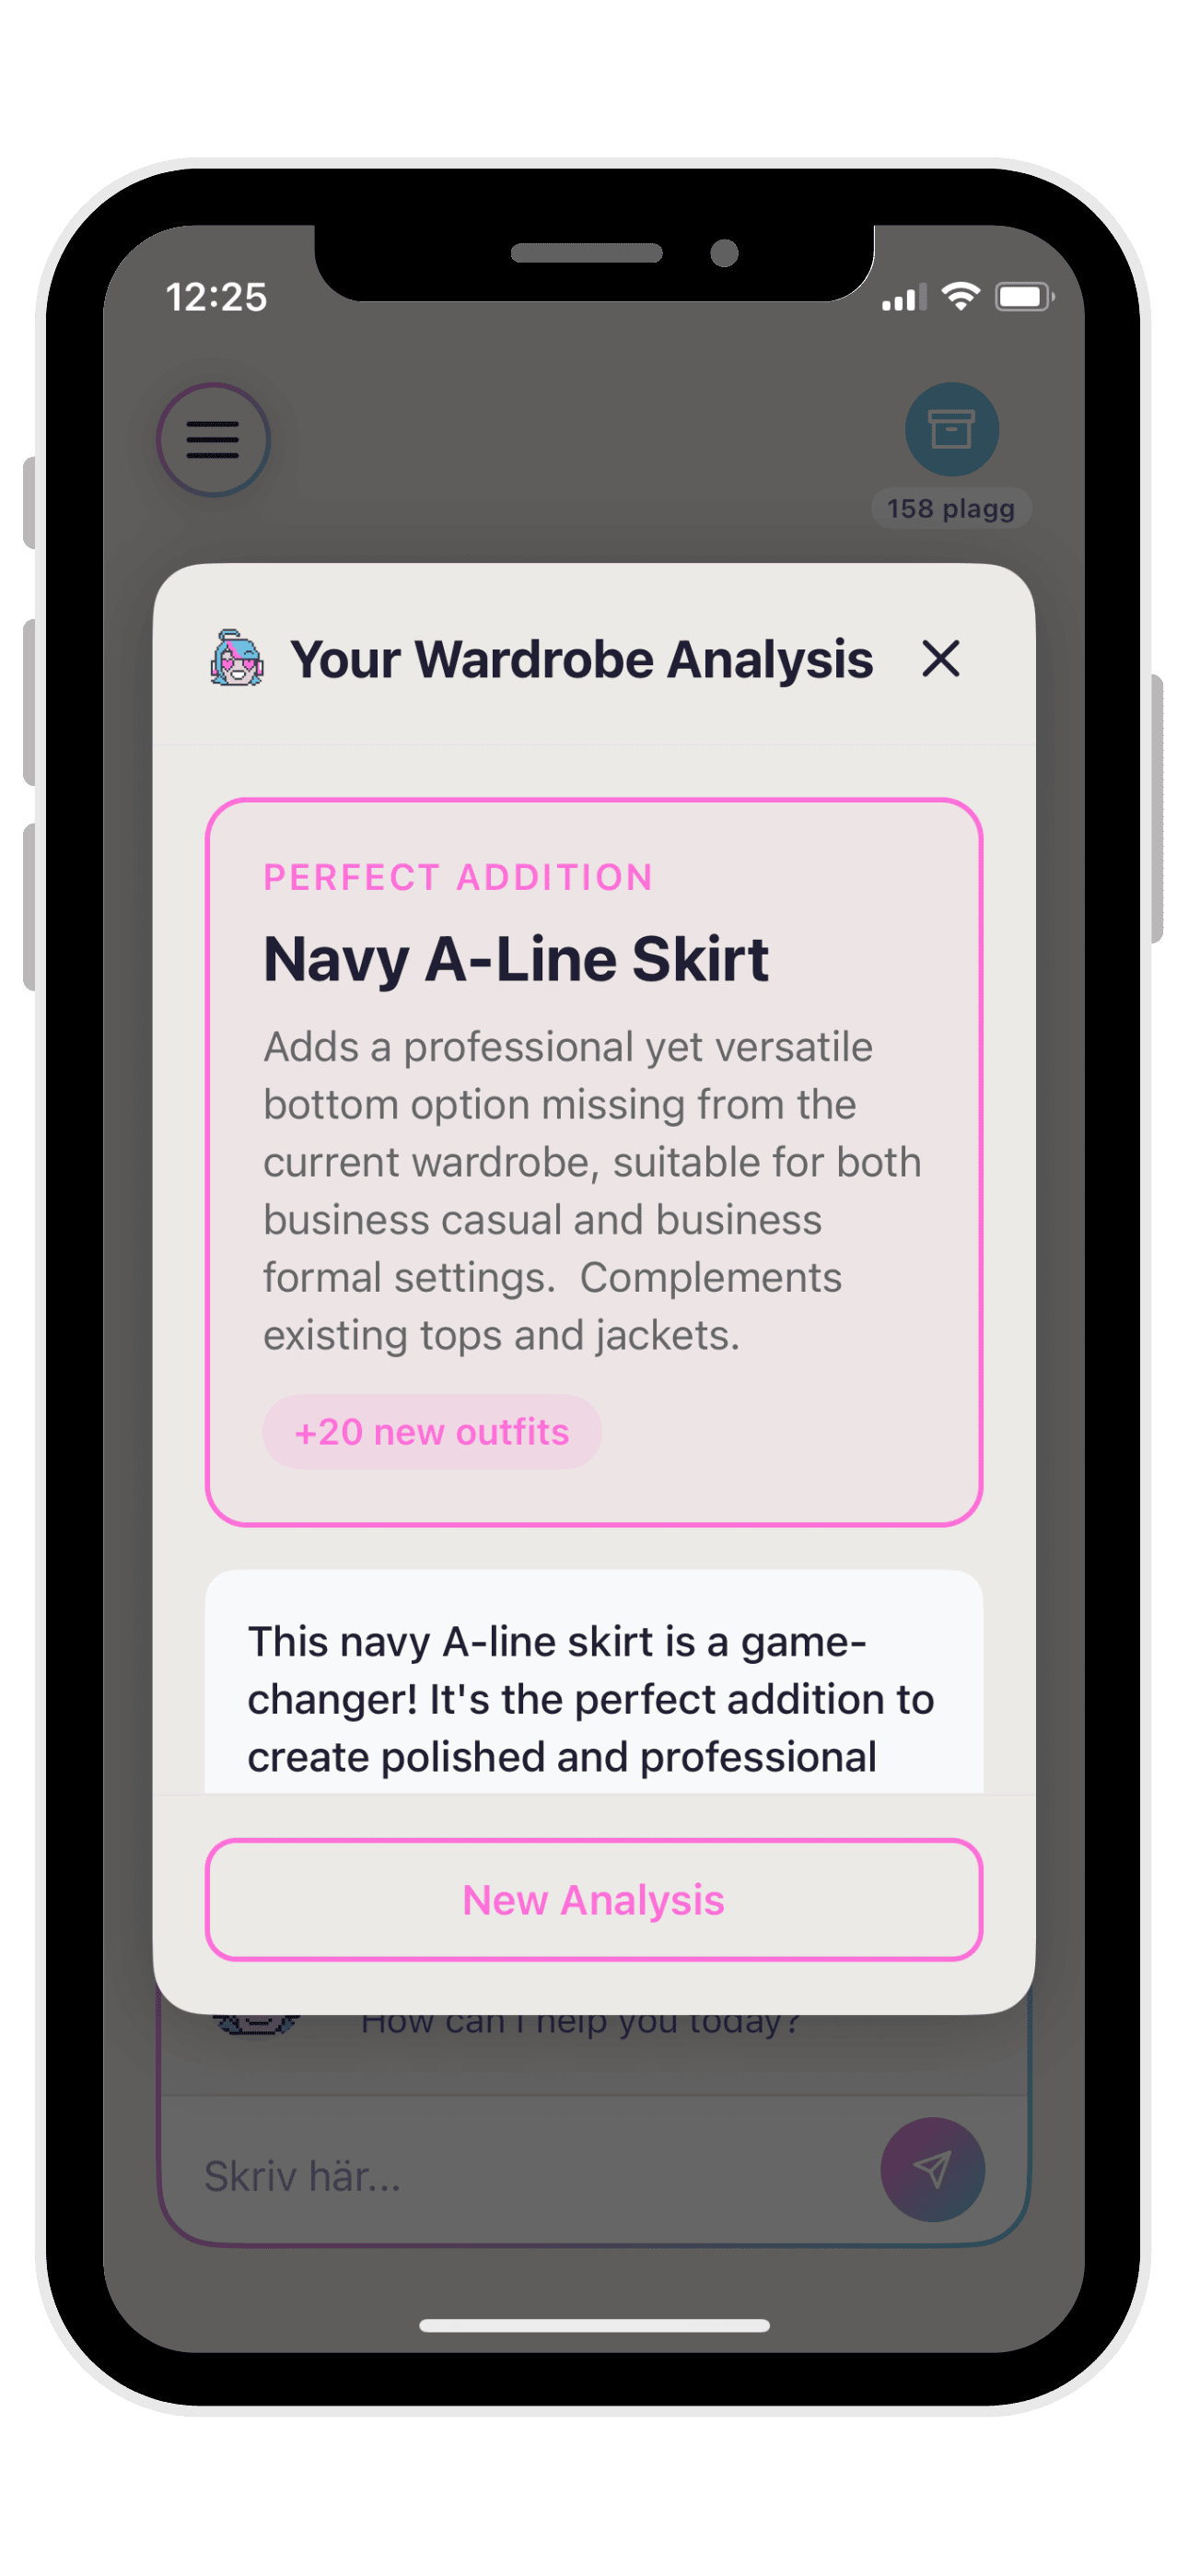 12:25
158 plagg
Your Wardrobe Analysis
PERFECT ADDITION
Navy A-Line Skirt
Adds a professional yet versatile
bottom option missing from the
current wardrobe, suitable for both
business casual and business
formal settings.  Complements
existing tops and jackets.
+20 new outfits
This navy A-line skirt is a game-
changer! It's the perfect addition to
create polished and professional
New Analysis
How can I help you today?
Skriv här...